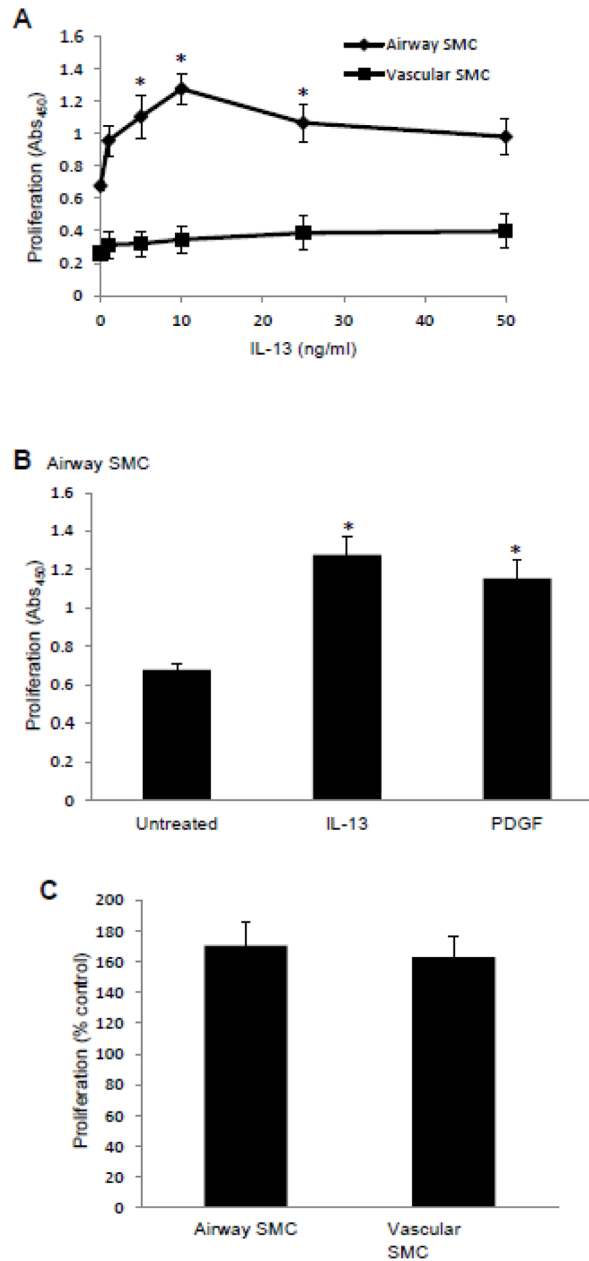 A
Airway SMC
Vascular SMC
Proliferation (Abs450)
1.6
1.4
1.2
1
0.8
0.6
0.4
0.2
0
* * *
0 10 20 30 40 50
IL-13 (ng/ml)
B Airway SMC
Proliferation (Abs450)
1.6
1.4
1.2
1
0.8
0.6
0.4
0.2
0
* *
Untreated IL-13 PDGF
C
Proliferation (% control)
200
180
160
140
120
100
80
60
40
20
0
Airway SMC Vascular
SMC